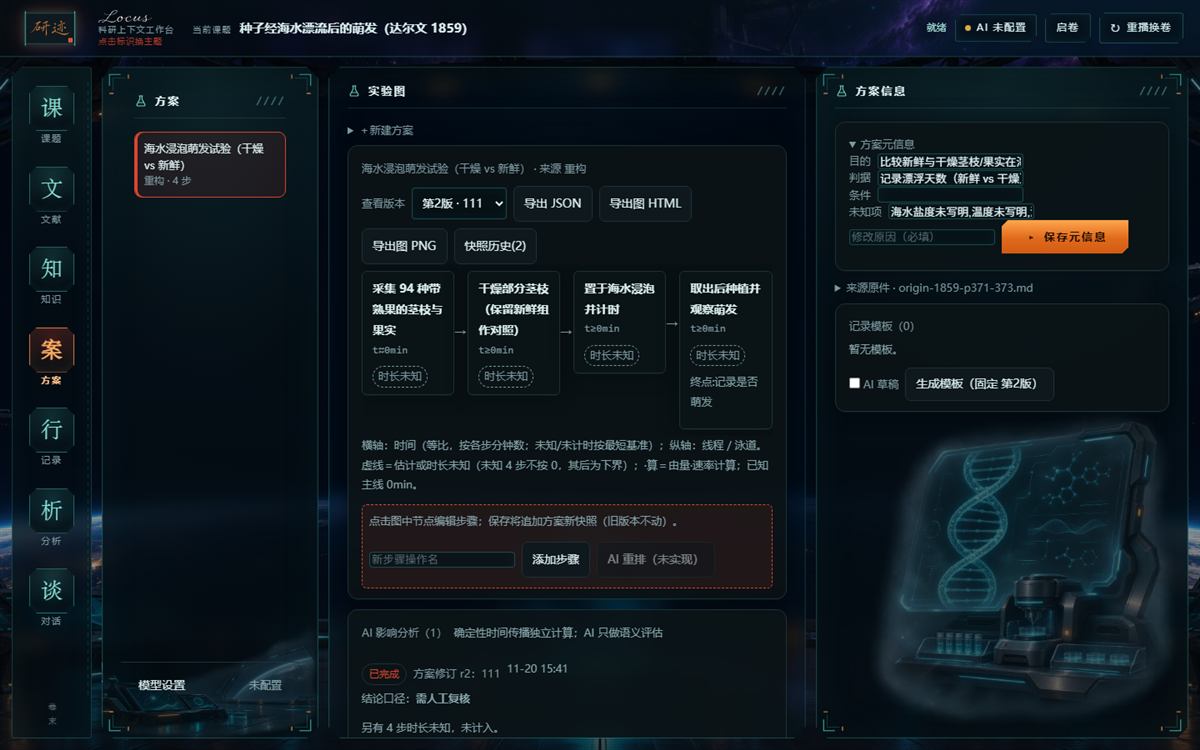 研迹
Locus
科研上下文工作台
点击标识换主题
当前课题 种子经海水漂流后的萌发（达尔文 1859）
就绪
AI 未配置
启卷
↻ 重播换卷
课
课题
文
文献
知
知识
案
方案
行
记录
析
分析
谈
对话
方案
////
海水浸泡萌发试验（干燥
vs 新鲜）
重构 · 4 步
模型设置
未配置
实验图
////
▶ + 新建方案
海水浸泡萌发试验（干燥 vs 新鲜） · 来源 重构
查看版本
第2版 · 111
导出 JSON
导出图 HTML
导出图 PNG
快照历史(2)
采集 94 种带
熟果的茎枝与
果实
t=0min
时长未知
→
干燥部分茎枝
（保留新鲜组
作对照）
t≥0min
时长未知
→
置于海水浸泡
并计时
t≥0min
时长未知
→
取出后种植并
观察萌发
t≥0min
时长未知
终点:记录是否
萌发
横轴：时间（等比，按各步分钟数；未知/未计时按最短基准）；纵轴：线程 / 泳道。
虚线＝估计或时长未知（未知 4 步不按 0，其后为下界）；·算＝由量·速率计算；已知
主线 0min。
点击图中节点编辑步骤；保存将追加方案新快照（旧版本不动）。
新步骤操作名
添加步骤
AI 重排（未实现）
AI 影响分析（1） 确定性时间传播独立计算；AI 只做语义评估
已完成
方案修订 r2：111
11-20 15:41
结论口径：需人工复核
另有 4 步时长未知，未计入。
方案信息
////
▼ 方案元信息
目的 比较新鲜与干燥茎枝/果实在
判据 记录漂浮天数（新鲜 vs 干燥
条件
未知项 海水盐度未写明,温度未写明,
修改原因（必填）
保存元信息
▶ 来源原件 · origin-1859-p371-373.md
记录模板（0）
暂无模板。
AI 草稿
生成模板（固定 第2版）